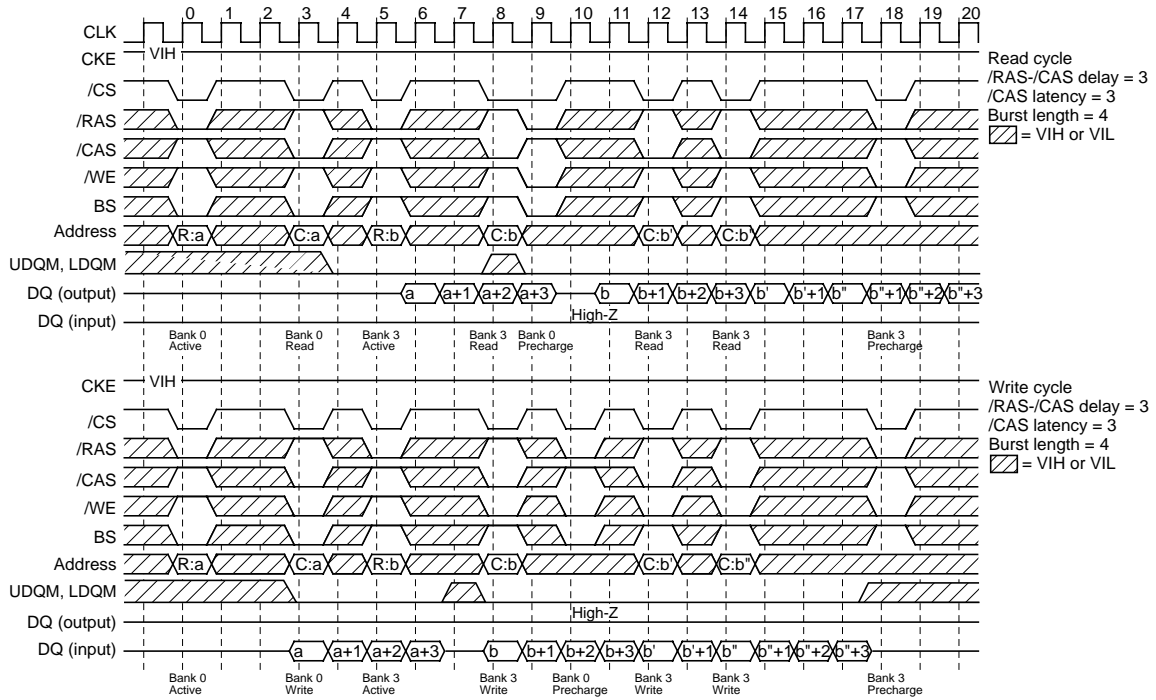 0 1 2 3 4 5 6 7 8 9 10 11 12 13 14 15 16 17 18 19 20
CLK
CKE VIH
/CS
/RAS
/CAS
/WE
BS
Address R:a C:a R:b C:b C:b' C:b'
UDQM, LDQM
DQ (output) a a+1 a+2 a+3 b b+1 b+2 b+3 b' b'+1 b" b"+1 b"+2 b"+3
High-Z
DQ (input)
Bank 0 Active
Bank 0 Read
Bank 3 Active
Bank 3 Read
Bank 0 Precharge
Bank 3 Read
Bank 3 Read
Bank 3 Precharge
Read cycle
/RAS-/CAS delay = 3
/CAS latency = 3
Burst length = 4
= VIH or VIL
CKE VIH
/CS
/RAS
/CAS
/WE
BS
Address R:a C:a R:b C:b C:b' C:b"
UDQM, LDQM
High-Z
DQ (output)
DQ (input) a a+1 a+2 a+3 b b+1 b+2 b+3 b' b'+1 b" b"+1 b"+2 b"+3
Bank 0 Active
Bank 0 Write
Bank 3 Active
Bank 3 Write
Bank 0 Precharge
Bank 3 Write
Bank 3 Write
Bank 3 Precharge
Write cycle
/RAS-/CAS delay = 3
/CAS latency = 3
Burst length = 4
= VIH or VIL